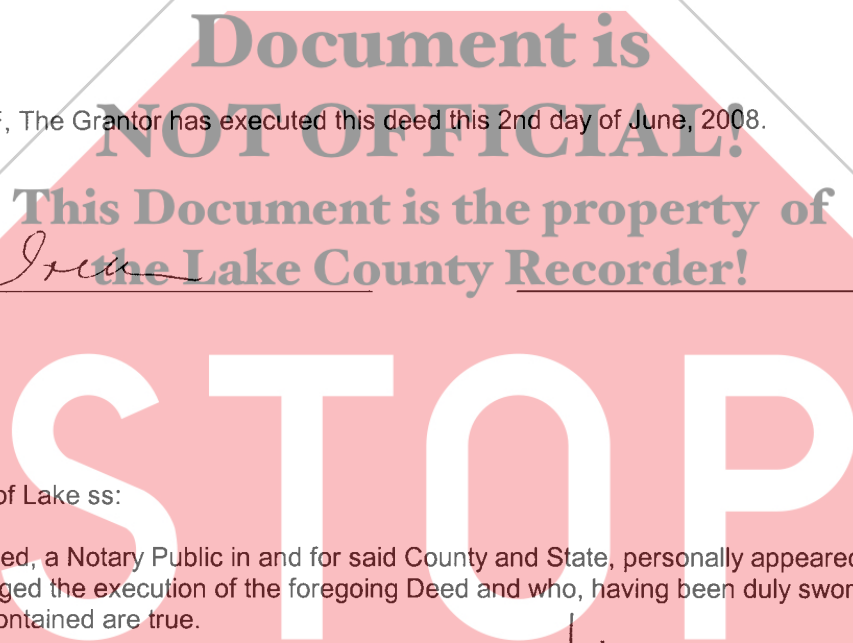 Document is
F, The Grantor has executed this deed this 2nd day of June, 2008.
NOT OFFICIAL!
This Document is the property of
the Lake County Recorder!
STOP
of Lake ss:
ed, a Notary Public in and for said County and State, personally appeared
ged the execution of the foregoing Deed and who, having been duly swor
ontained are true.